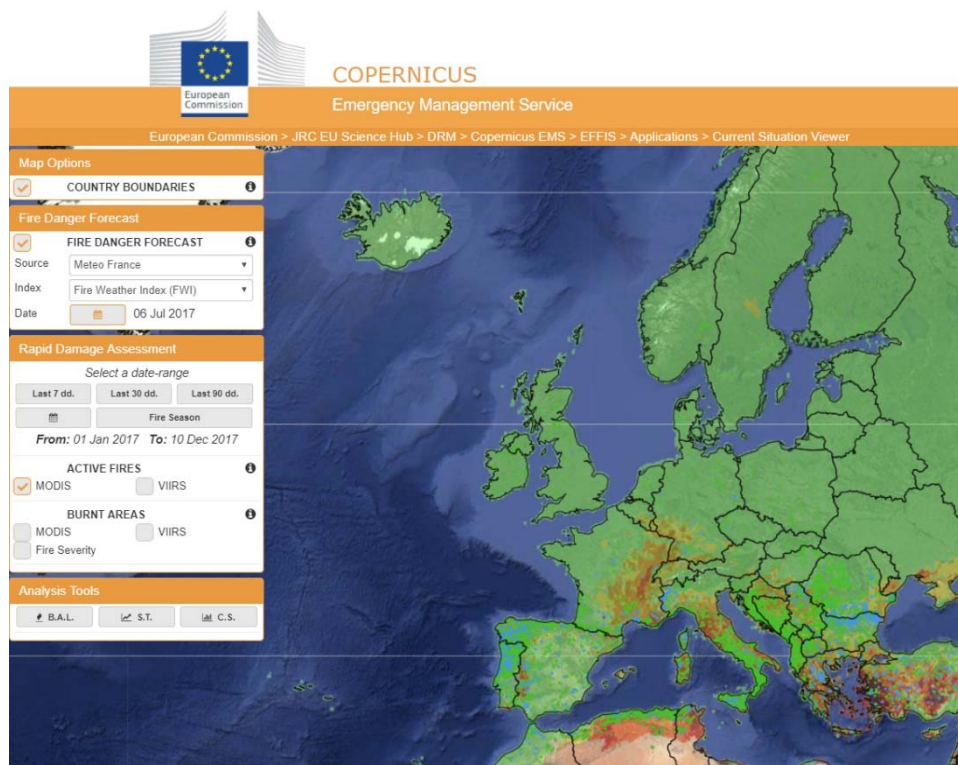 European
Commission
COPERNICUS
Emergency Management Service
European Commission > JRC EU Science Hub > DRM > Copernicus EMS > EFFIS > Applications > Current Situation Viewer
Map Options
COUNTRY BOUNDARIES
Fire Danger Forecast
FIRE DANGER FORECAST
Source Meteo France
Index Fire Weather Index (FWI)
Date 06 Jul 2017
Rapid Damage Assessment
Select a date-range
Last 7 dd. Last 30 dd. Last 90 dd.
Fire Season
From: 01 Jan 2017 To: 10 Dec 2017
ACTIVE FIRES
MODIS VIIRS
BURNT AREAS
MODIS VIIRS
Fire Severity
Analysis Tools
B.A.L. S.T. C.S.